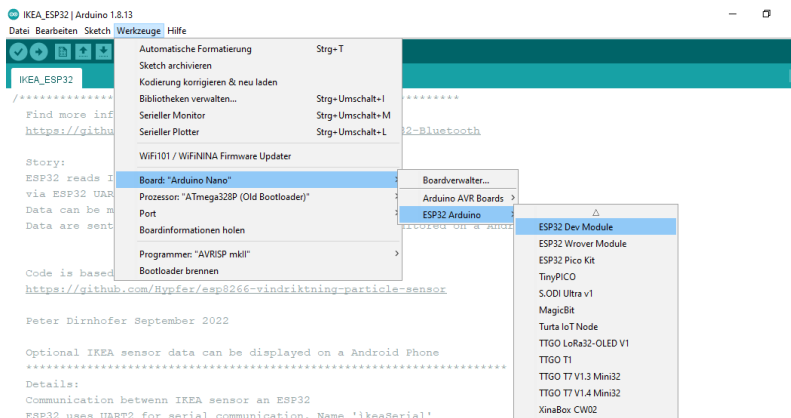 IKEA_ESP32 | Arduino 1.8.13
Datei Bearbeiten Sketch Werkzeuge Hilfe
IKEA_ESP32
Automatische Formatierung Strg+T
Sketch archivieren
Kodierung korrigieren & neu laden
Bibliotheken verwalten... Strg+Umschalt+I
Serieller Monitor Strg+Umschalt+M
Serieller Plotter Strg+Umschalt+L
WiFi101 / WiFiNINA Firmware Updater
Board: "Arduino Nano"
Prozessor: "ATmega328P (Old Bootloader)"
Port
Boardinformationen holen
Programmer: "AVRISP mkII"
Bootloader brennen
Boardverwalter...
Arduino AVR Boards
ESP32 Arduino
ESP32 Dev Module
ESP32 Wrover Module
ESP32 Pico Kit
TinyPICO
S.ODI Ultra v1
MagicBit
Turta IoT Node
TTGO LoRa32-OLED V1
TTGO T1
TTGO T7 V1.3 Mini32
TTGO T7 V1.4 Mini32
XinaBox CW02
/************** *********
Find more inf
https://githu 2-Bluetooth
Story:
ESP32 reads I
via ESP32 UAR
Data can be m
Data are sent itored on a Andr
Code is based
https://github.com/Hypfer/esp8266-vindriktning-particle-sensor
Peter Dirnhofer September 2022
Optional IKEA sensor data can be displayed on a Android Phone
********************************************************************
Details:
Communication betwenn IKEA sensor an ESP32
ESP32 uses UART2 for serial communication. Name 'ikeaSerial'